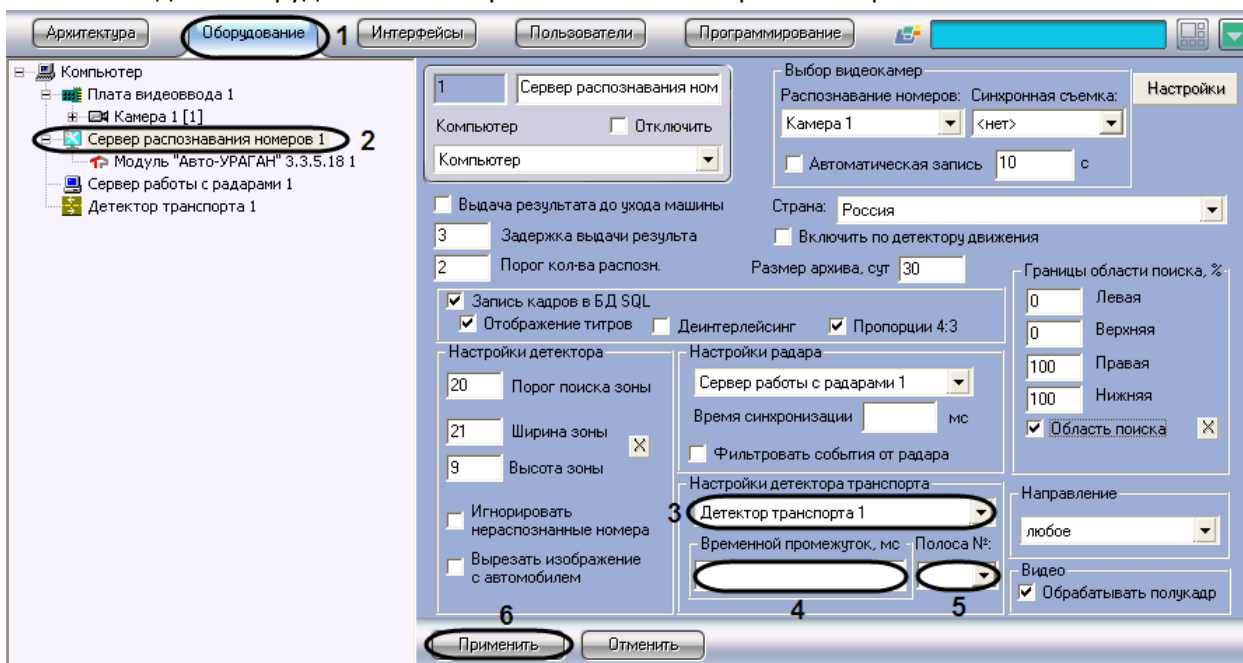 Архитектура Оборудование 1 Интерфейсы Пользователи Программирование
Компьютер
Плата видеоввода 1
Камера 1 [1]
Сервер распознавания номеров 1 2
Модуль "Авто-УРАГАН" 3.3.5.18 1
Сервер работы с радарами 1
Детектор транспорта 1
1 Сервер распознавания ном
Компьютер Отключить
Компьютер
Выбор видеокамер
Распознавание номеров: Синхронная съемка:
Камера 1 <нет>
Автоматическая запись 10 с
Настройки
Выдача результата до ухода машины
Страна: Россия
3 Задержка выдачи результа
Включить по детектору движения
2 Порог кол-ва распозн.
Размер архива, сут 30
Запись кадров в БД SQL
Отображение титров Деинтерлейсинг Пропорции 4:3
Границы области поиска, %
0 Левая
0 Верхняя
100 Правая
100 Нижняя
Область поиска X
Настройки детектора
20 Порог поиска зоны
21 Ширина зоны
X
9 Высота зоны
Игнорировать
нераспознанные номера
Вырезать изображение
с автомобилем
Настройки радара
Сервер работы с радарами 1
Время синхронизации мс
Фильтровать события от радара
Настройки детектора транспорта
3 Детектор транспорта 1
Временной промежуток, мс Полоса №:
4 5
Направление
любое
Видео
Обрабатывать полукадр
6
Применить Отменить